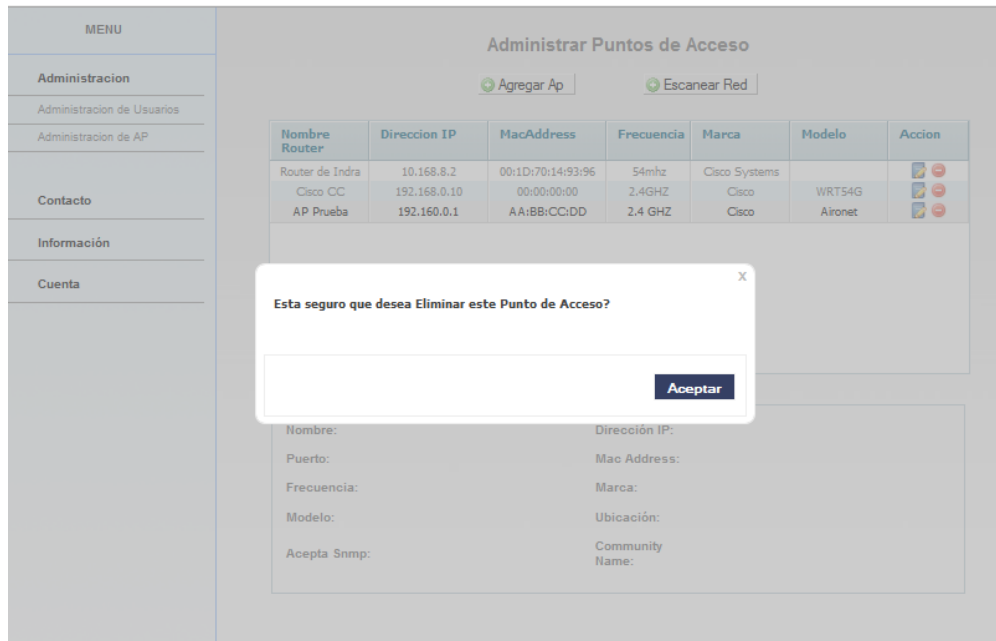 MENU
Administracion
Administracion de Usuarios
Administracion de AP
Contacto
Información
Cuenta
Administrar Puntos de Acceso
Agregar Ap Escanear Red
Nombre Router Direccion IP MacAddress Frecuencia Marca Modelo Accion
Router de Indra 10.168.8.2 00:1D:70:14:93:96 54mhz Cisco Systems
Cisco CC 192.168.0.10 00:00:00:00 2.4GHZ Cisco WRT54G
AP Prueba 192.160.0.1 AA:BB:CC:DD 2.4 GHZ Cisco Aironet
x
Esta seguro que desea Eliminar este Punto de Acceso?
Aceptar
Nombre: Dirección IP:
Puerto: Mac Address:
Frecuencia: Marca:
Modelo: Ubicación:
Acepta Snmp: Community Name: